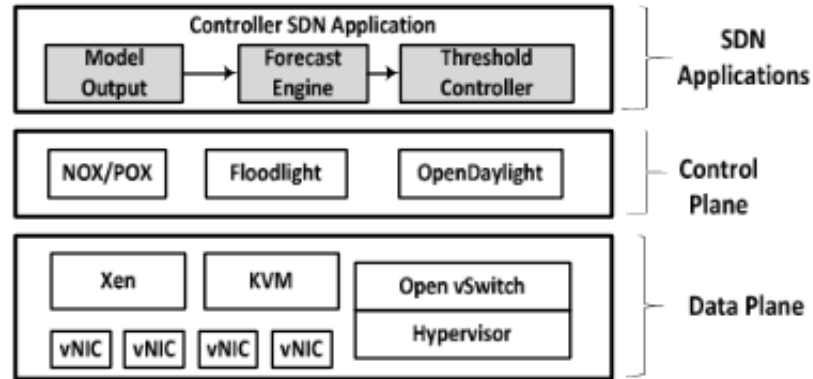 Controller SDN Application
Model
Output
Forecast
Engine
Threshold
Controller
SDN
Applications
NOX/POX
Floodlight
OpenDaylight
Control
Plane
Xen
KVM
Open vSwitch
Hypervisor
vNIC
vNIC
vNIC
vNIC
Data Plane